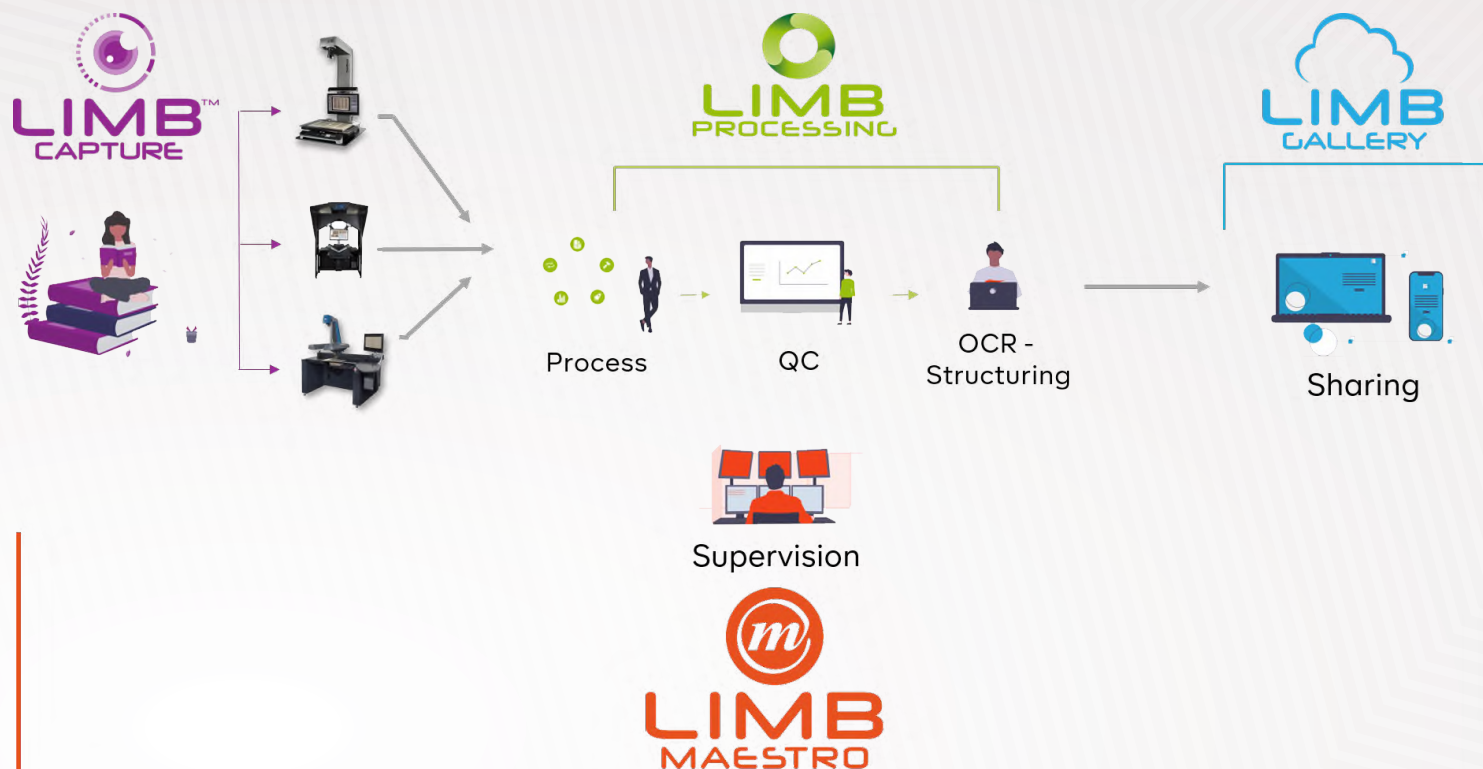 LIMB™
CAPTURE
LIMB
PROCESSING
LIMB
GALLERY
Process
QC
OCR -
Structuring
Sharing
Supervision
m
LIMB
MAESTRO